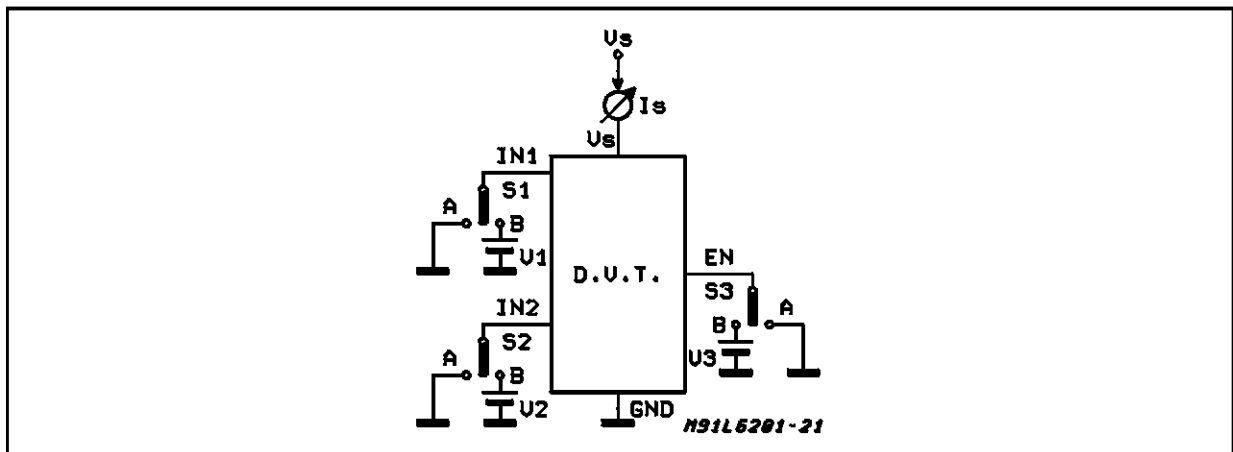 Vs
Is
Vs
IN1
S1
A
B
V1
D.U.T.
EN
S3
A
B
V3
IN2
S2
A
B
V2
GND
M91L6201-21